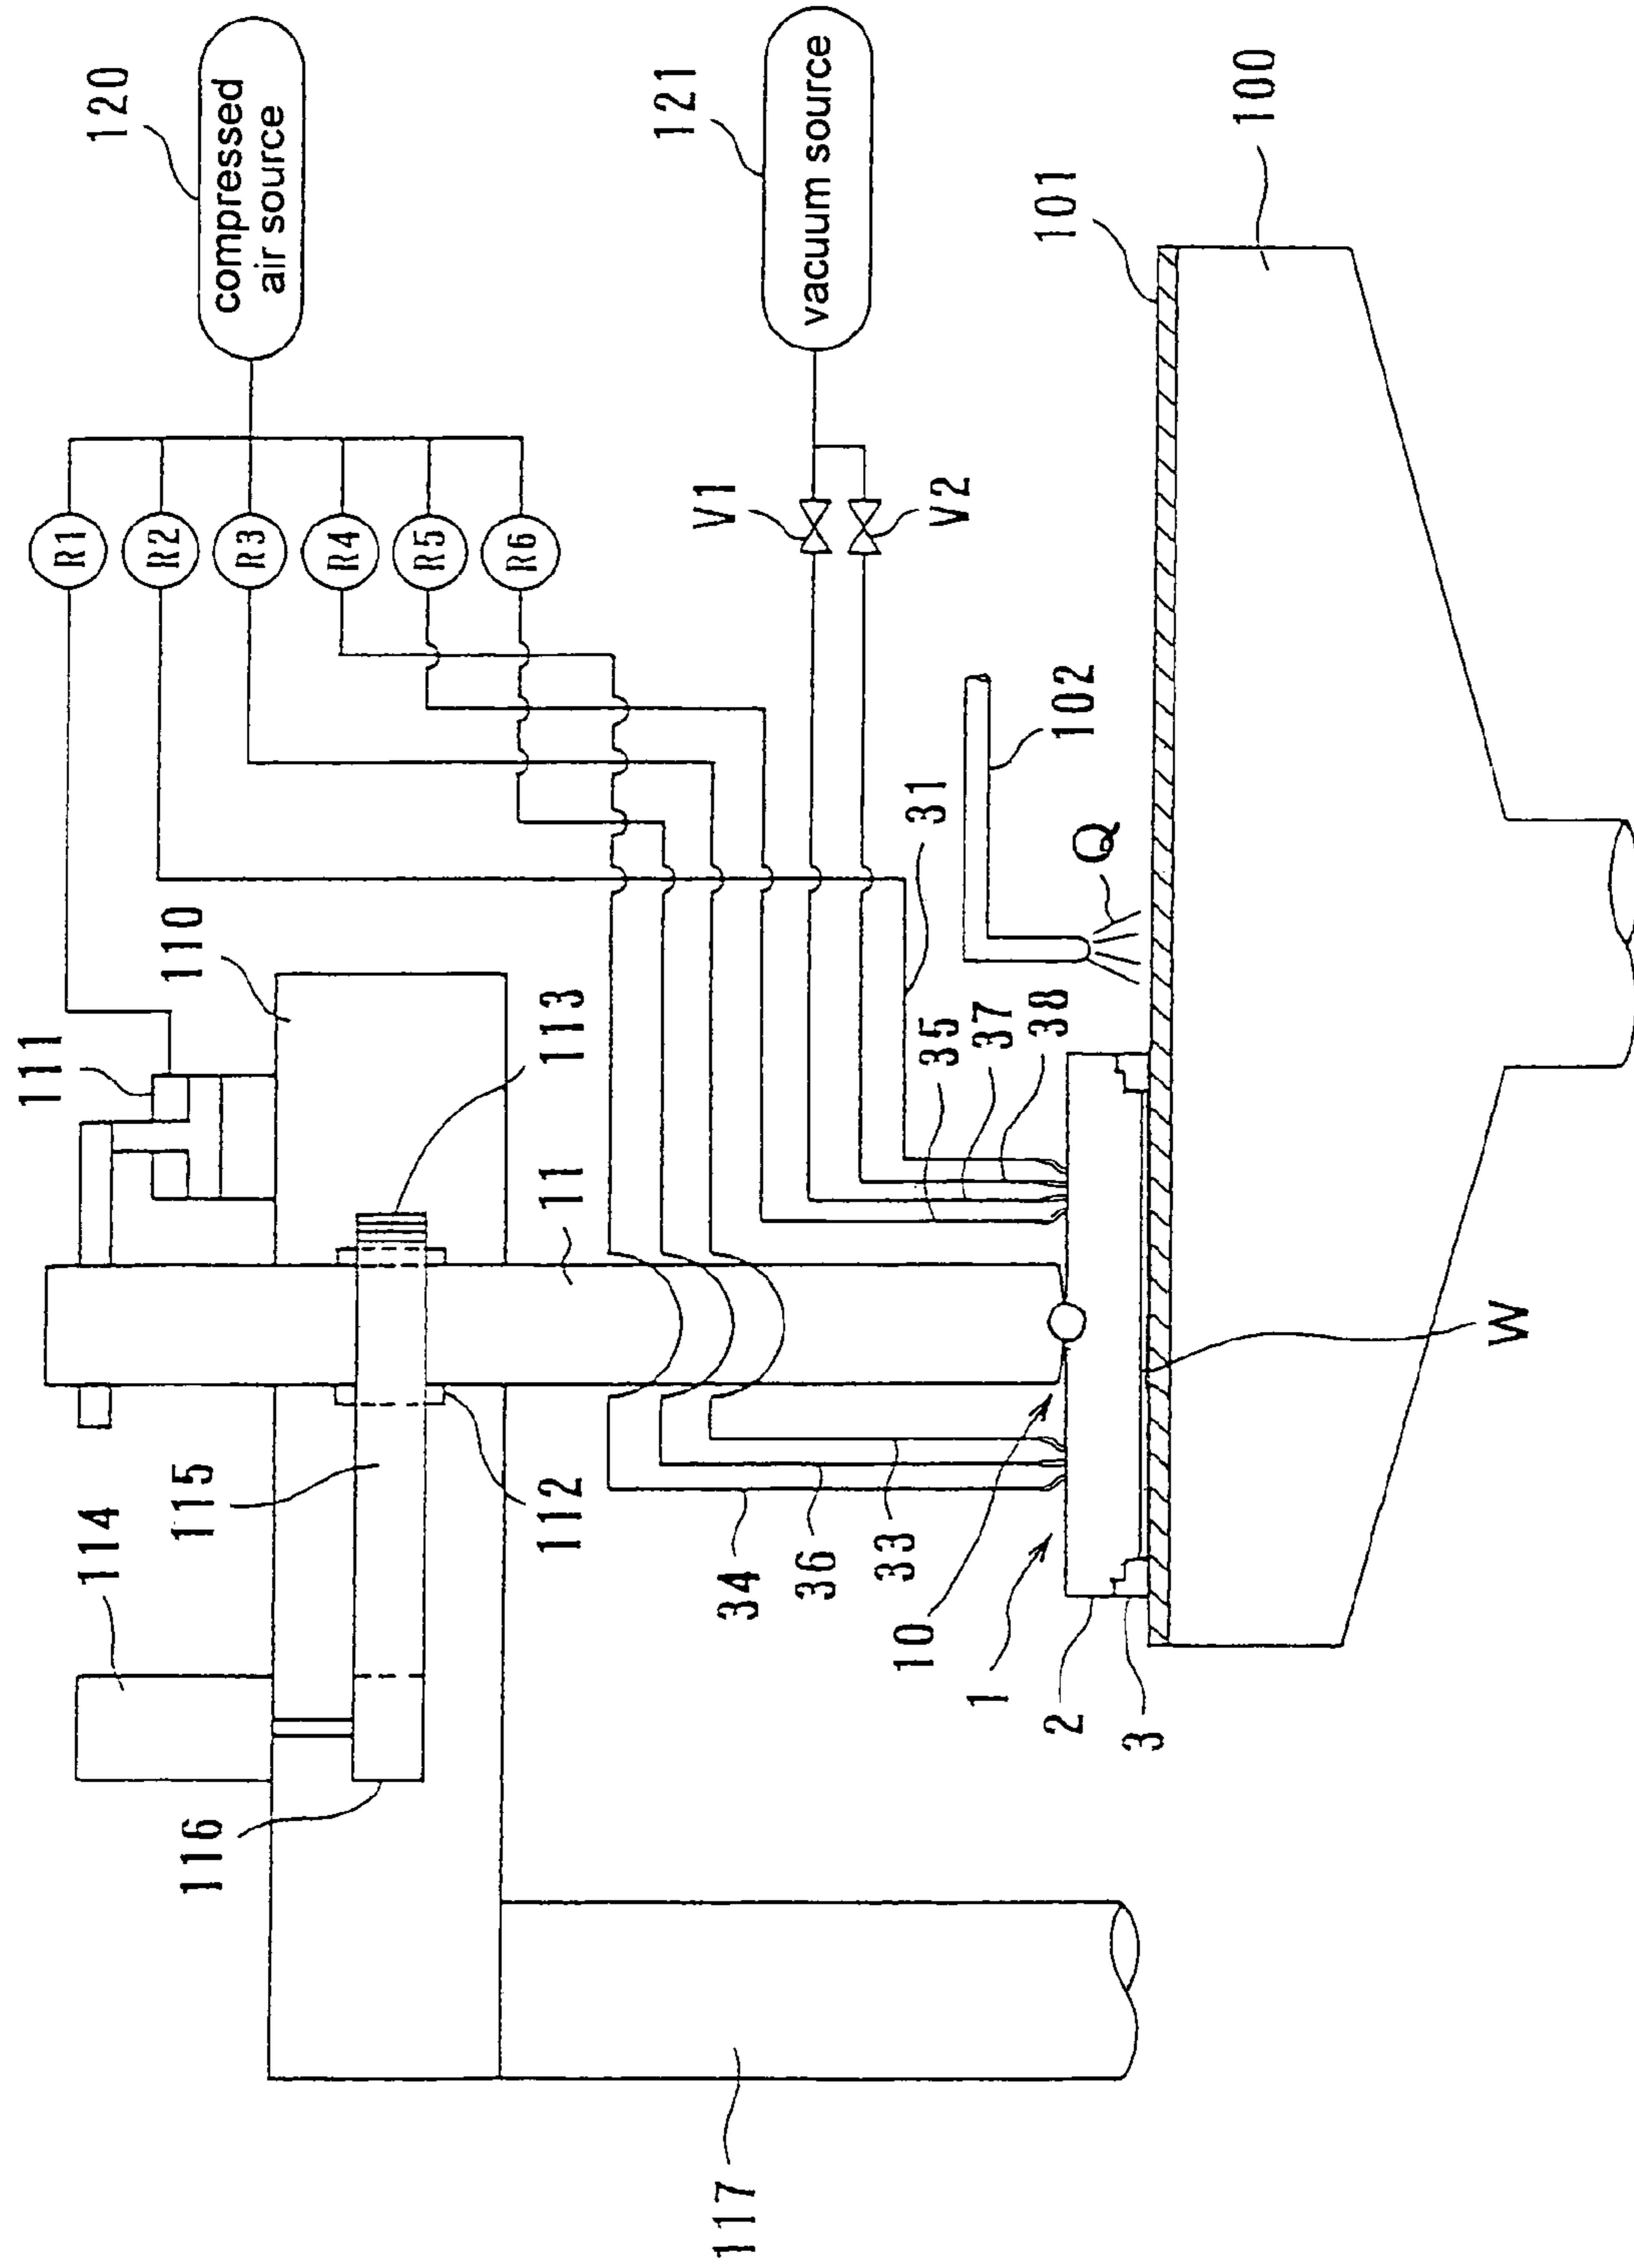 120
compressed
air source
121
vacuum source
R1
R2
R3
R4
R5
R6
V1
V2
101
100
102
31
Q
110
111
113
11
35
37
38
W
115
114
112
34
36
33
10
1
2
3
116
117